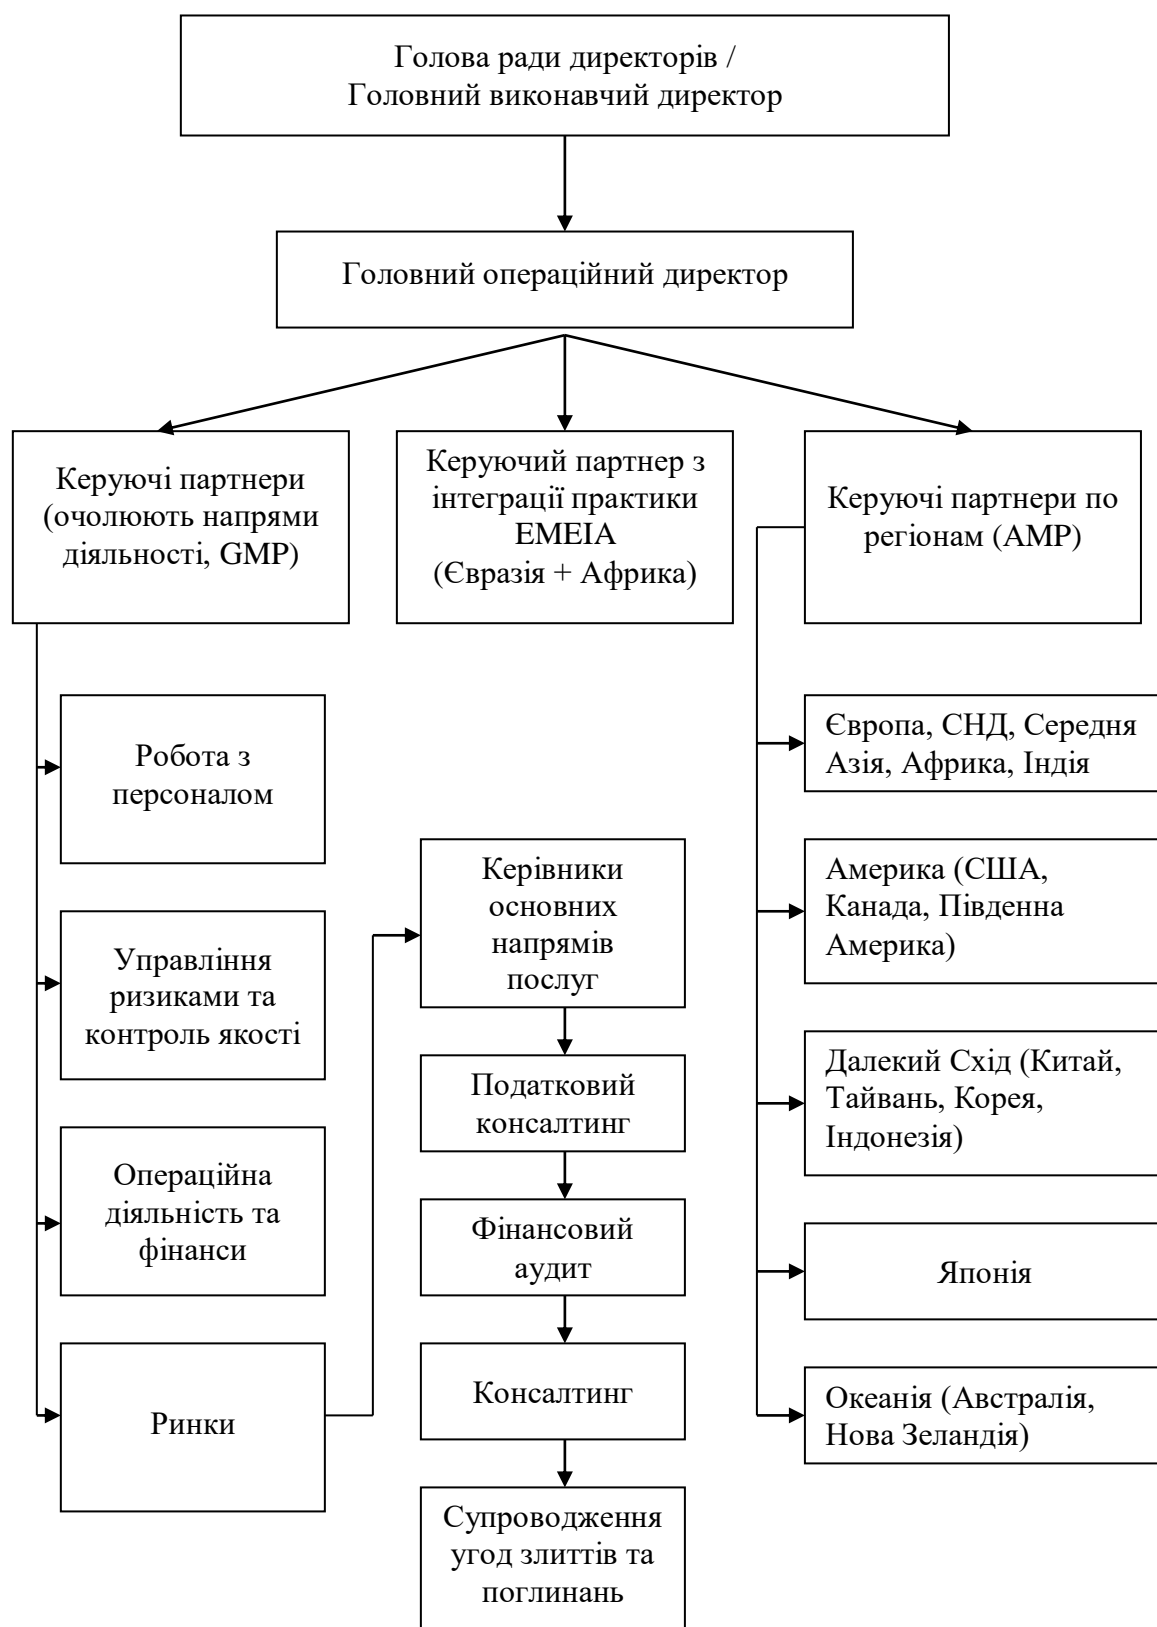 Голова ради директорів /
Головний виконавчий директор
Головний операційний директор
Керуючі партнери
(очолюють напрями
діяльності, GMP)
Керуючий партнер з
інтеграції практики
EMEIA
(Євразія + Африка)
Керуючі партнери по
регіонам (AMP)
Робота з
персоналом
Управління
ризиками та
контроль якості
Операційна
діяльність та
фінанси
Ринки
Керівники
основних
напрямів
послуг
Податковий
консалтинг
Фінансовий
аудит
Консалтинг
Супроводження
угод злиттів та
поглинань
Європа, СНД, Середня
Азія, Африка, Індія
Америка (США,
Канада, Південна
Америка)
Далекий Схід (Китай,
Тайвань, Корея,
Індонезія)
Японія
Океанія (Австралія,
Нова Зеландія)